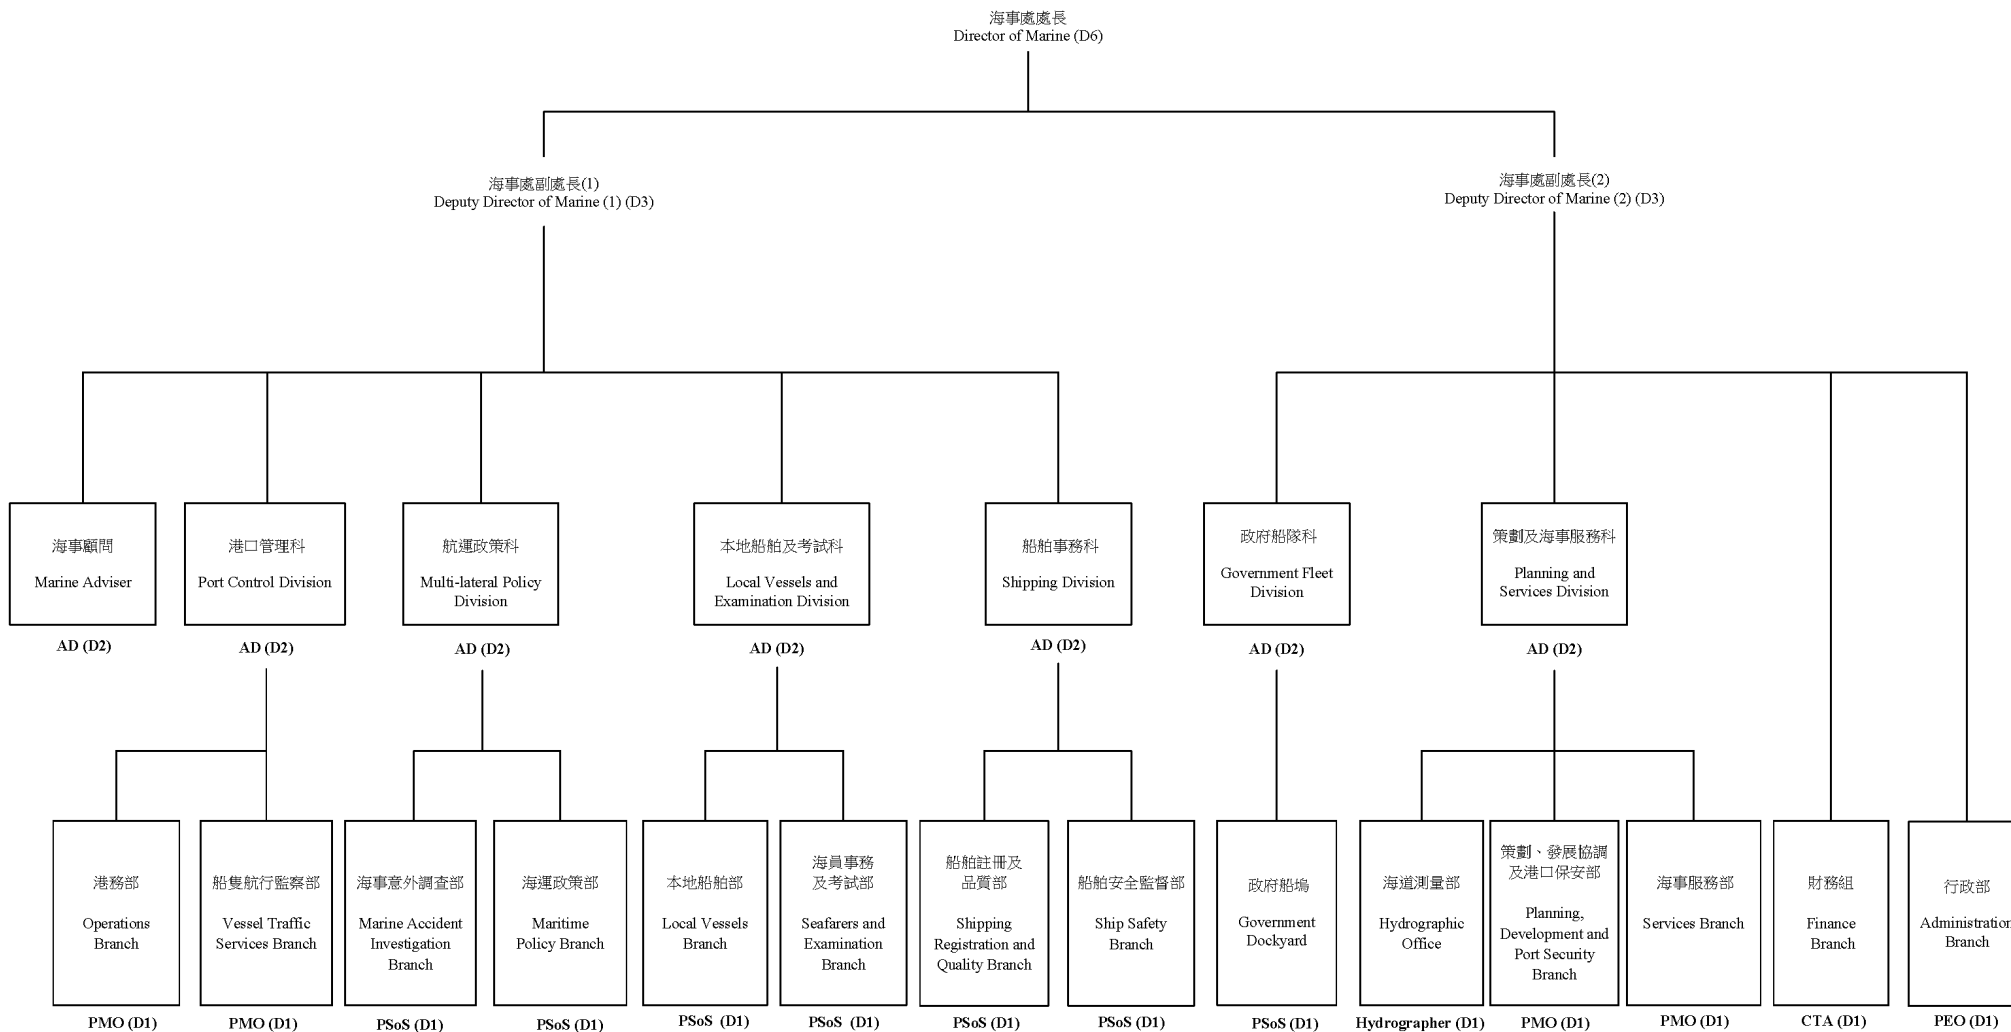 海事處處長
Director of Marine (D6)
海事處副處長(1)
Deputy Director of Marine (1) (D3)
海事處副處長(2)
Deputy Director of Marine (2) (D3)
海事顧問
Marine Adviser
AD (D2)
港口管理科
Port Control Division
AD (D2)
航運政策科
Multi-lateral Policy
Division
AD (D2)
本地船舶及考試科
Local Vessels and
Examination Division
AD (D2)
船舶事務科
Shipping Division
AD (D2)
政府船隊科
Government Fleet
Division
AD (D2)
策劃及海事服務科
Planning and
Services Division
AD (D2)
港務部
Operations
Branch
PMO (D1)
船隻航行監察部
Vessel Traffic
Services Branch
PMO (D1)
海事意外調查部
Marine Accident
Investigation
Branch
PSoS (D1)
海運政策部
Maritime
Policy Branch
PSoS (D1)
本地船舶部
Local Vessels
Branch
PSoS (D1)
海員事務
及考試部
Seafarers and
Examination
Branch
PSoS (D1)
船舶註冊及
品質部
Shipping
Registration and
Quality Branch
PSoS (D1)
船舶安全監督部
Ship Safety
Branch
PSoS (D1)
政府船塢
Government
Dockyard
PSoS (D1)
海道測量部
Hydrographic
Office
Hydrographer (D1)
策劃、發展協調
及港口保安部
Planning,
Development and
Port Security
Branch
PMO (D1)
海事服務部
Services Branch
PMO (D1)
財務組
Finance
Branch
CTA (D1)
行政部
Administration
Branch
PEO (D1)